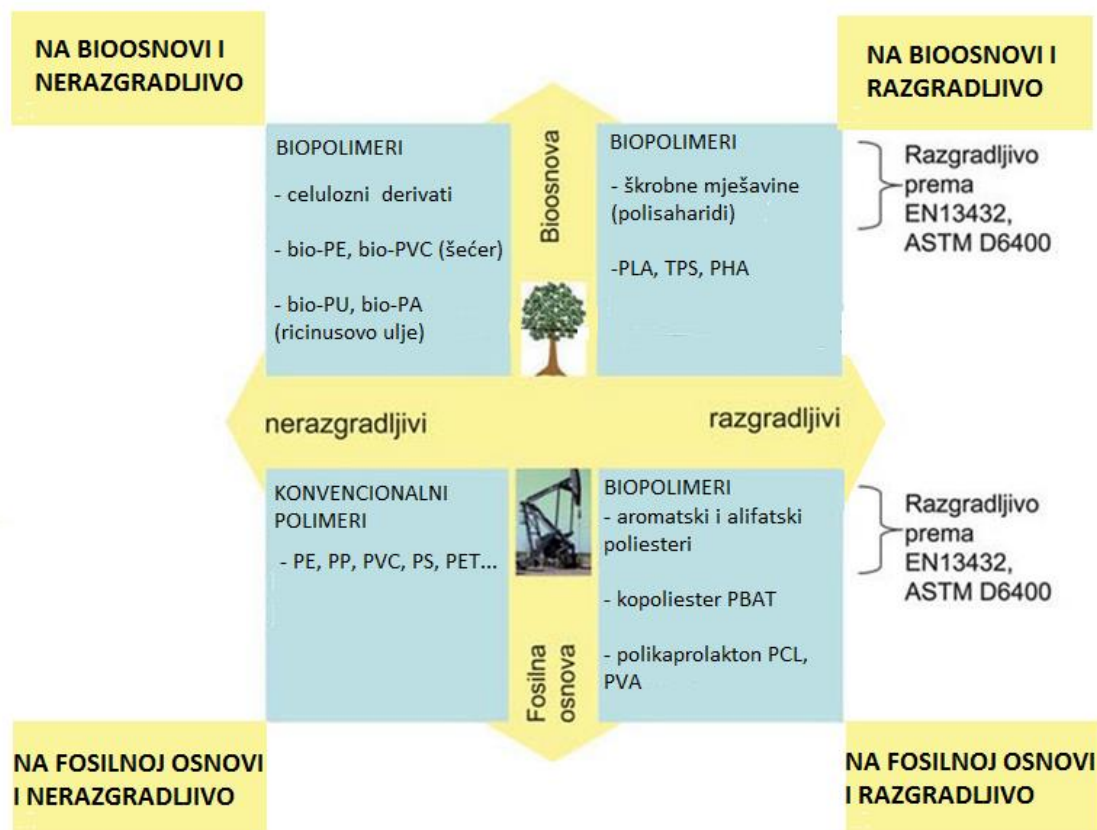 NA BIOOSNOVI I
NERAZGRADLJIVO
NA BIOOSNOVI I
RAZGRADLJIVO
BIOPOLIMERI
- celulozni derivati
- bio-PE, bio-PVC (šećer)
- bio-PU, bio-PA
(ricinusovo ulje)
Bioosnova
BIOPOLIMERI
- škrobne mješavine
(polisaharidi)
-PLA, TPS, PHA
Razgradljivo
prema
EN13432,
ASTM D6400
nerazgradljivi
razgradljivi
KONVENCIONALNI
POLIMERI
- PE, PP, PVC, PS, PET...
Fosilna
osnova
BIOPOLIMERI
- aromatski i alifatski
poliesteri
- kopoliester PBAT
- polikaprolakton PCL,
PVA
Razgradljivo
prema
EN13432,
ASTM D6400
NA FOSILNOJ OSNOVI
I NERAZGRADLJIVO
NA FOSILNOJ OSNOVI
I RAZGRADLJIVO